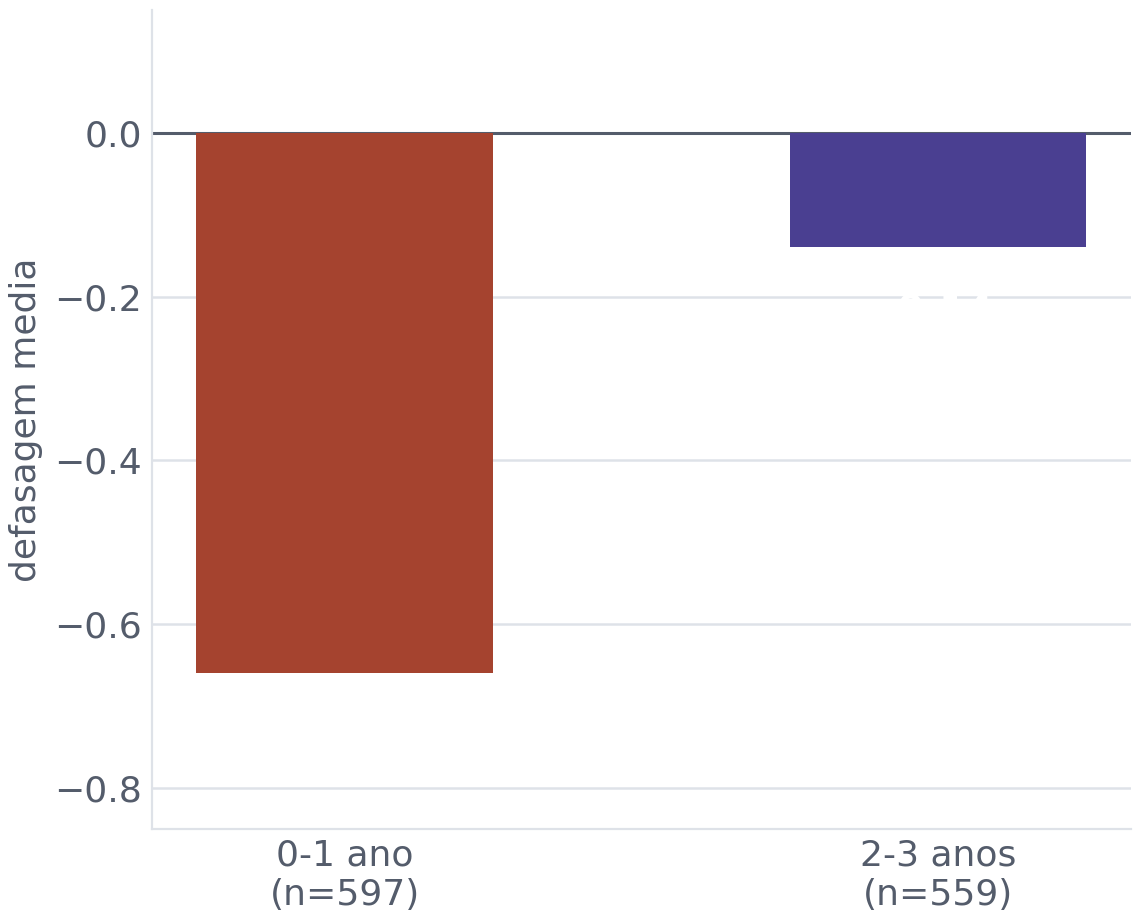 0.0
−0.2
−0.4
−0.6
−0.8
defasagem media
0-1 ano
(n=597)
2-3 anos
(n=559)